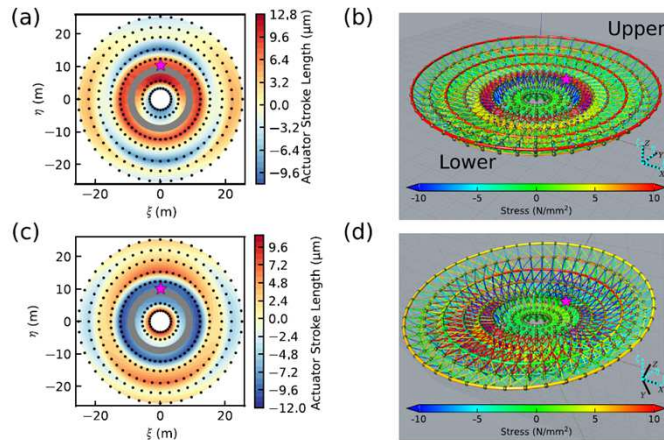 (a)
η (m)
20
10
0
−10
−20
−20
0
20
ξ (m)
12.8
9.6
6.4
3.2
0.0
−3.2
−6.4
−9.6
Actuator Stroke Length (μm)
(b)
Upper
Lower
Z
Y
X
−10
−5
0
5
10
Stress (N/mm²)
(c)
η (m)
20
10
0
−10
−20
−20
0
20
ξ (m)
9.6
7.2
4.8
2.4
0.0
−2.4
−4.8
−7.2
−9.6
−12.0
Actuator Stroke Length (μm)
(d)
Z
X
Y
−10
−5
0
5
10
Stress (N/mm²)